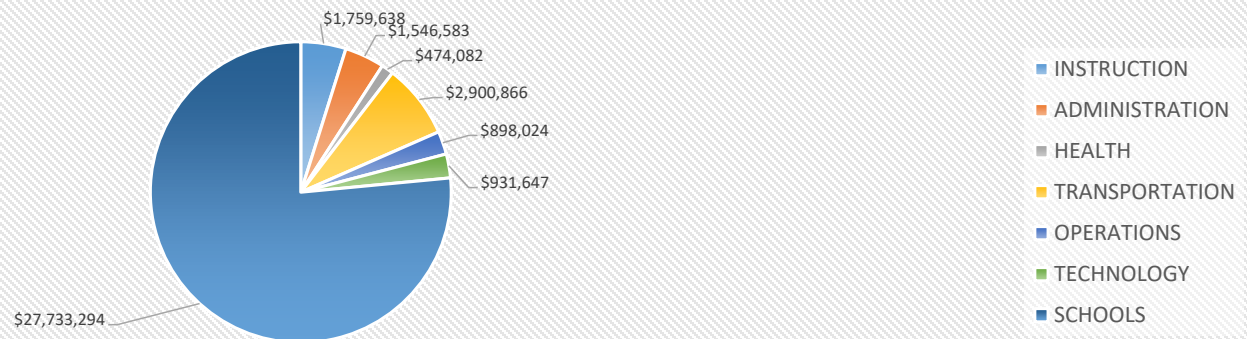 $1,759,638
$1,546,583
$474,082
$2,900,866
$898,024
$931,647
$27,733,294
INSTRUCTION
ADMINISTRATION
HEALTH
TRANSPORTATION
OPERATIONS
TECHNOLOGY
SCHOOLS